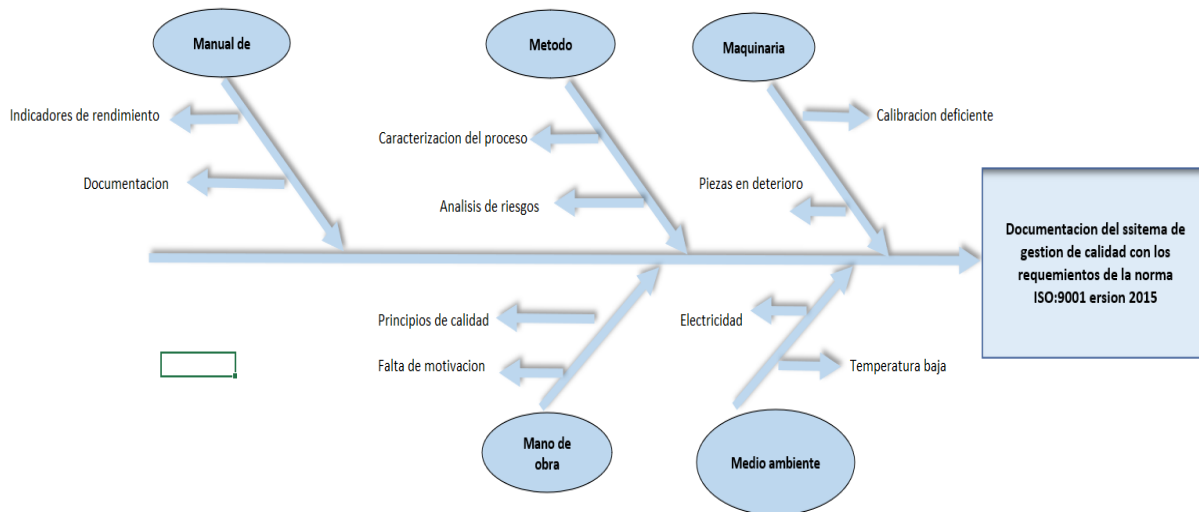 Manual de
Metodo
Maquinaria
Indicadores de rendimiento
Documentacion
Caracterizacion del proceso
Analisis de riesgos
Calibracion deficiente
Piezas en deterioro
Documentacion del ssitema de
gestion de calidad con los
requemientos de la norma
ISO:9001 ersion 2015
Principios de calidad
Falta de motivacion
Electricidad
Temperatura baja
Mano de
obra
Medio ambiente